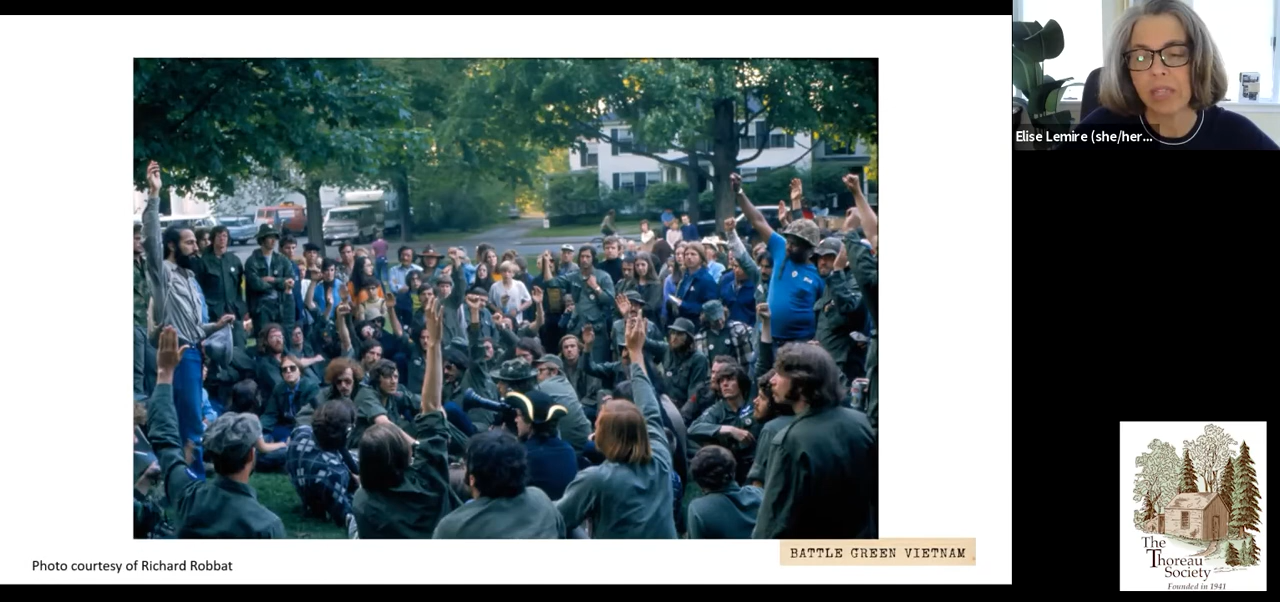 Elise Lemire (she/her...
BATTLE GREEN VIETNAM
Photo courtesy of Richard Robbat
The
Thoreau
Society
Founded in 1941